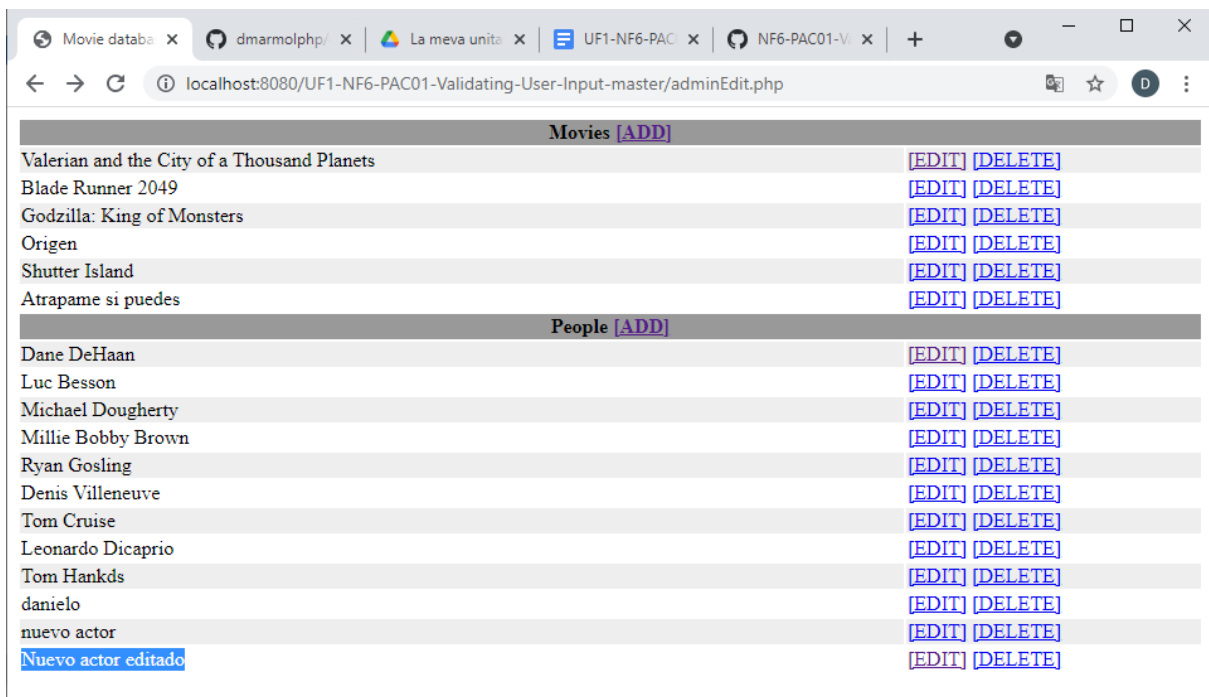 Movie databa dmarmolphp/ La meva unita UF1-NF6-PAC NF6-PAC01-V
localhost:8080/UF1-NF6-PAC01-Validating-User-Input-master/adminEdit.php D
Movies [ADD]
Valerian and the City of a Thousand Planets [EDIT] [DELETE]
Blade Runner 2049 [EDIT] [DELETE]
Godzilla: King of Monsters [EDIT] [DELETE]
Origen [EDIT] [DELETE]
Shutter Island [EDIT] [DELETE]
Atrapame si puedes [EDIT] [DELETE]
People [ADD]
Dane DeHaan [EDIT] [DELETE]
Luc Besson [EDIT] [DELETE]
Michael Dougherty [EDIT] [DELETE]
Millie Bobby Brown [EDIT] [DELETE]
Ryan Gosling [EDIT] [DELETE]
Denis Villeneuve [EDIT] [DELETE]
Tom Cruise [EDIT] [DELETE]
Leonardo Dicaprio [EDIT] [DELETE]
Tom Hankds [EDIT] [DELETE]
danielo [EDIT] [DELETE]
nuevo actor [EDIT] [DELETE]
Nuevo actor editado [EDIT] [DELETE]